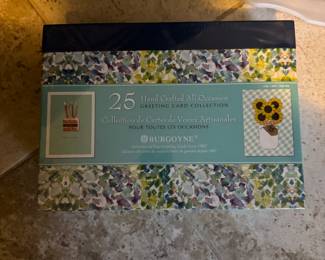 25 Hand Crafted All Occasion
GREETING CARD COLLECTION
Collection de Cartes de Voeux Artisanales
POUR TOUTES LES OCCASIONS
BURGOYNE